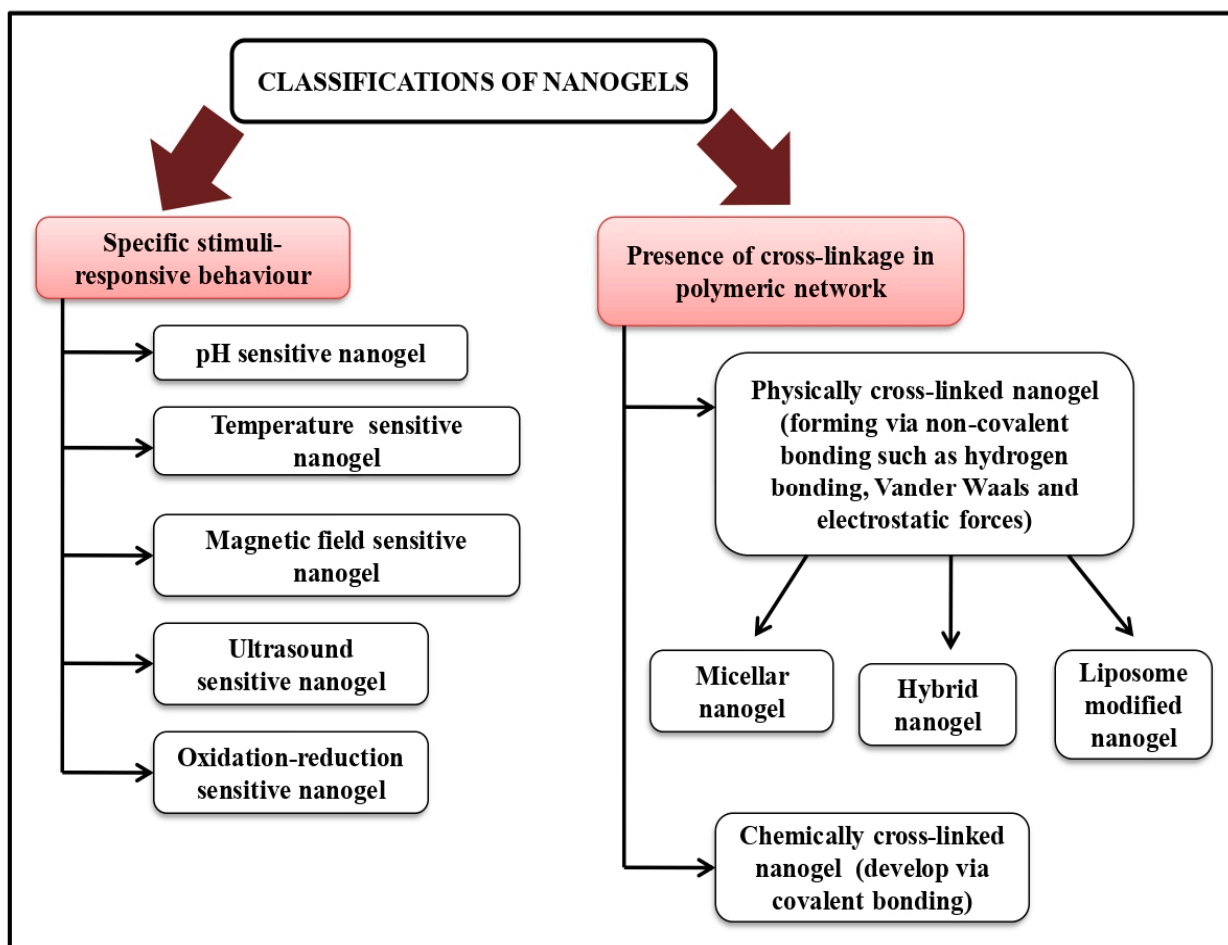 CLASSIFICATIONS OF NANOGELS
Specific stimuli-
responsive behaviour
pH sensitive nanogel
Temperature sensitive
nanogel
Magnetic field sensitive
nanogel
Ultrasound
sensitive nanogel
Oxidation-reduction
sensitive nanogel
Presence of cross-linkage in
polymeric network
Physically cross-linked nanogel
(forming via non-covalent
bonding such as hydrogen
bonding, Vander Waals and
electrostatic forces)
Micellar
nanogel
Hybrid
nanogel
Liposome
modified
nanogel
Chemically cross-linked
nanogel (develop via
covalent bonding)